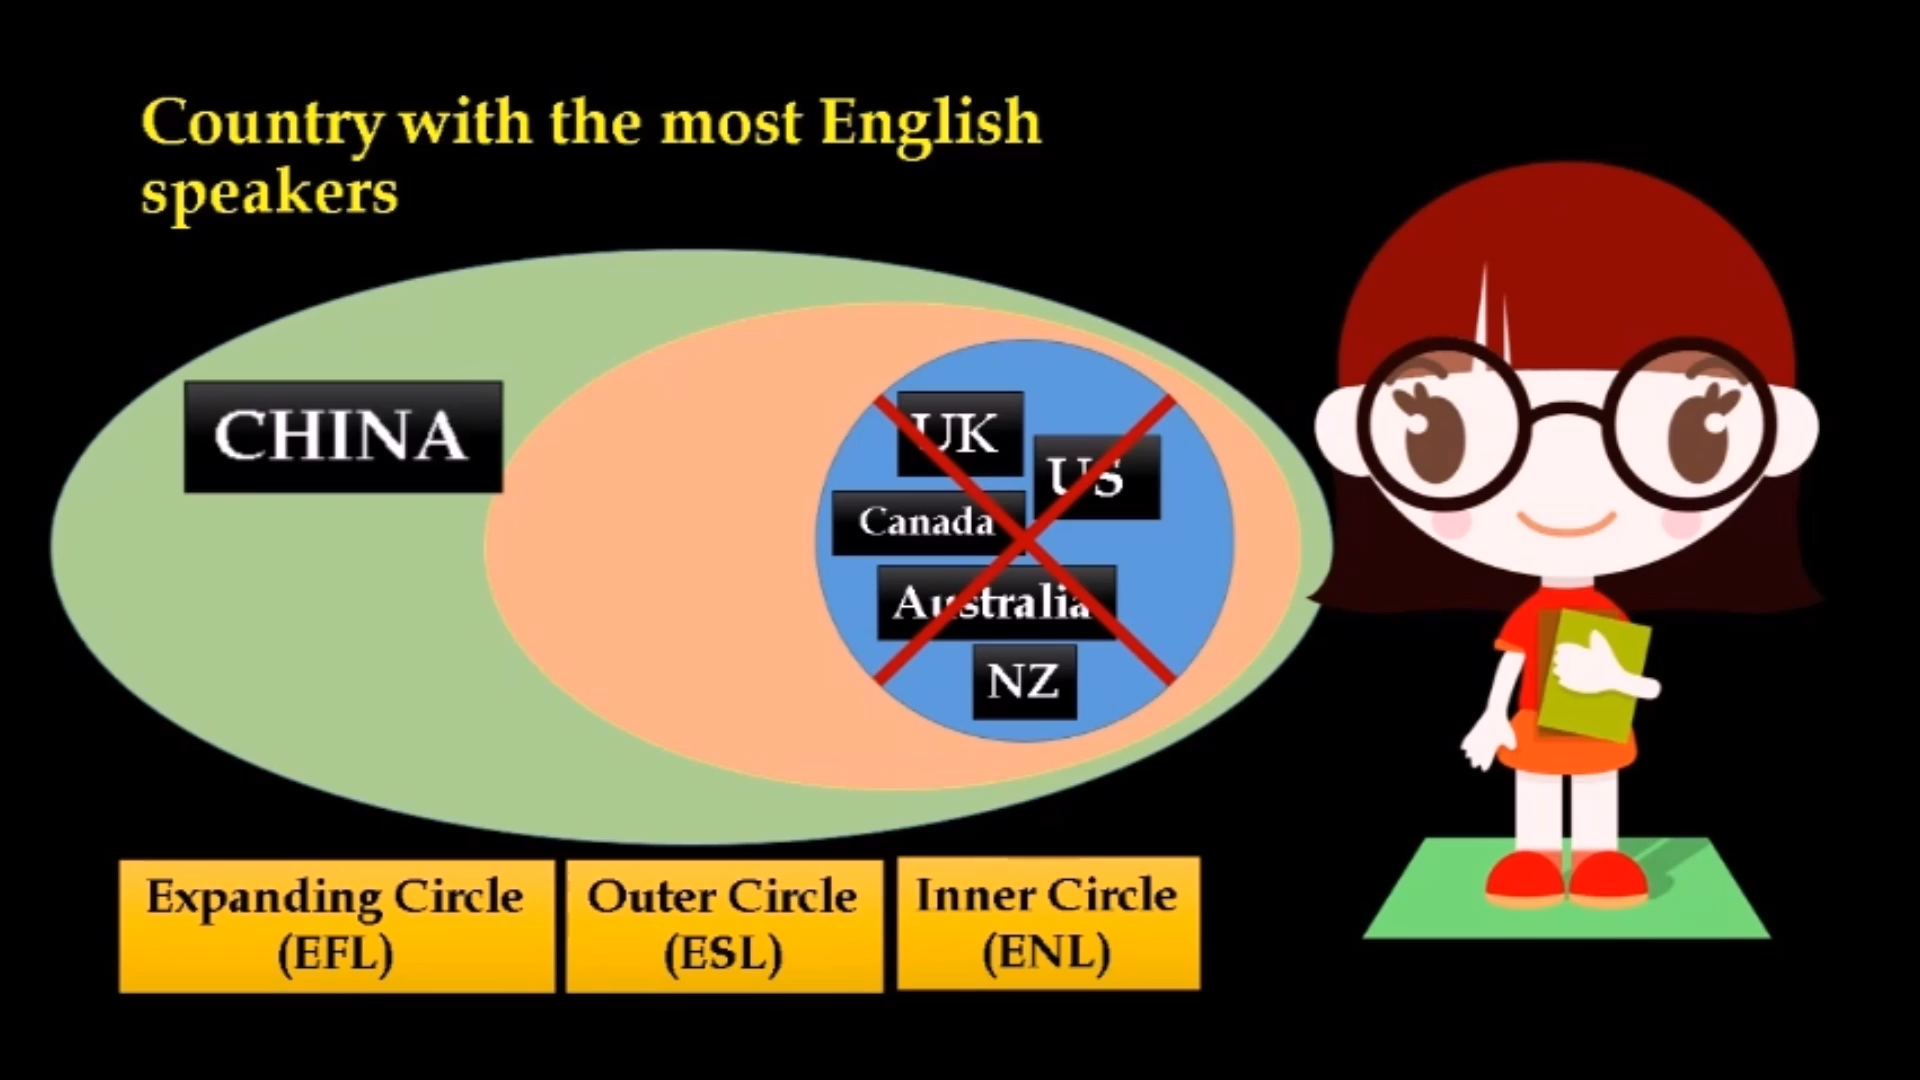 Country with the most English
speakers
CHINA
UK
US
Canada
Australia
NZ
Expanding Circle
(EFL)
Outer Circle
(ESL)
Inner Circle
(ENL)